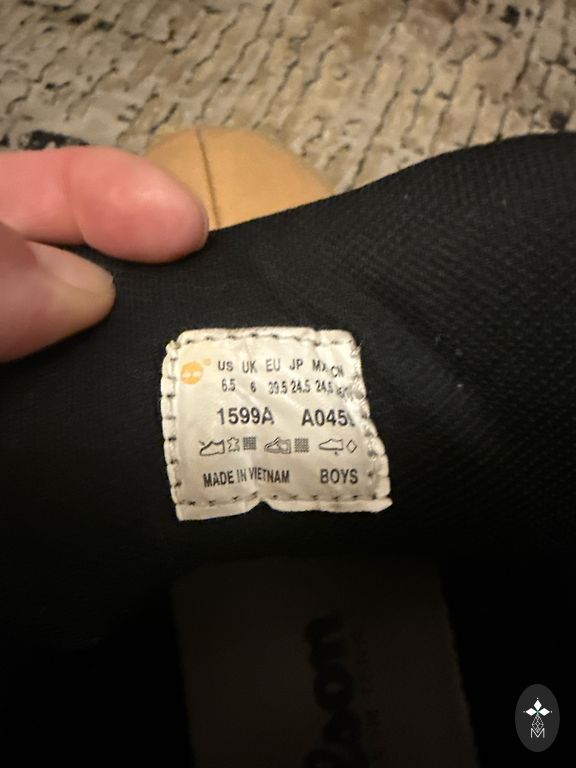 US UK EU JP MX CN
6.5 6 39.5 24.5 24.5
1599A A045
MADE IN VIETNAM BOYS
M